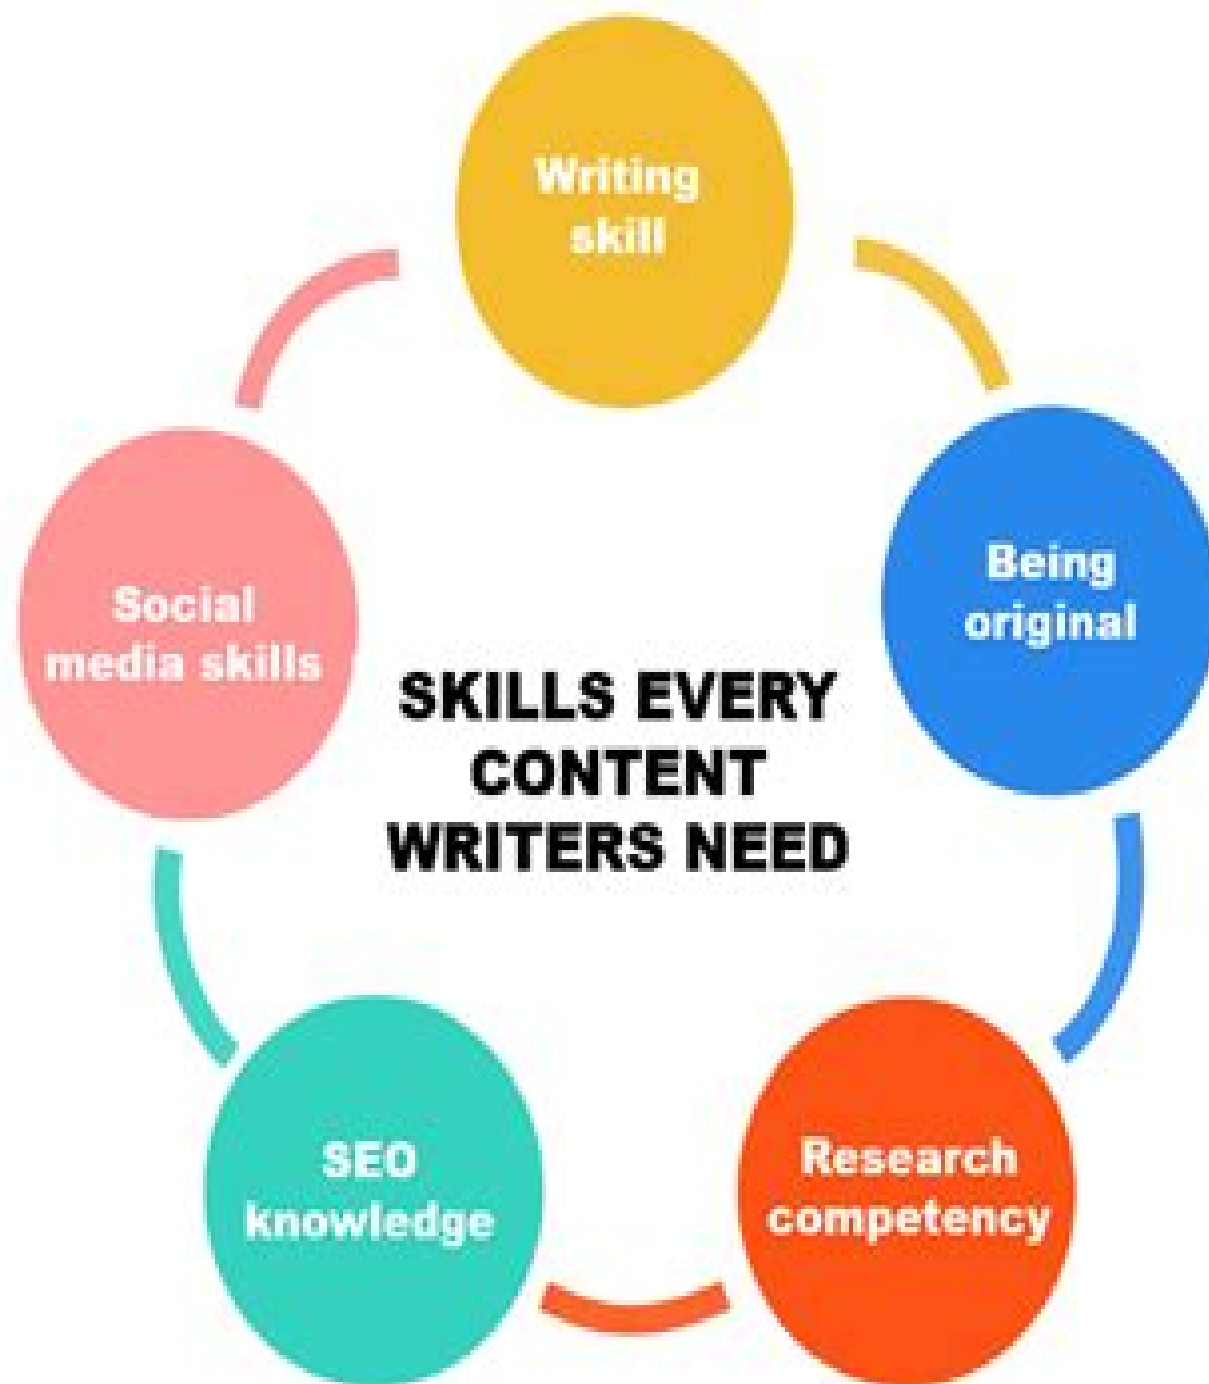 Writing
skill
Being
original
Social
media skills
SKILLS EVERY
CONTENT
WRITERS NEED
SEO
knowledge
Research
competency